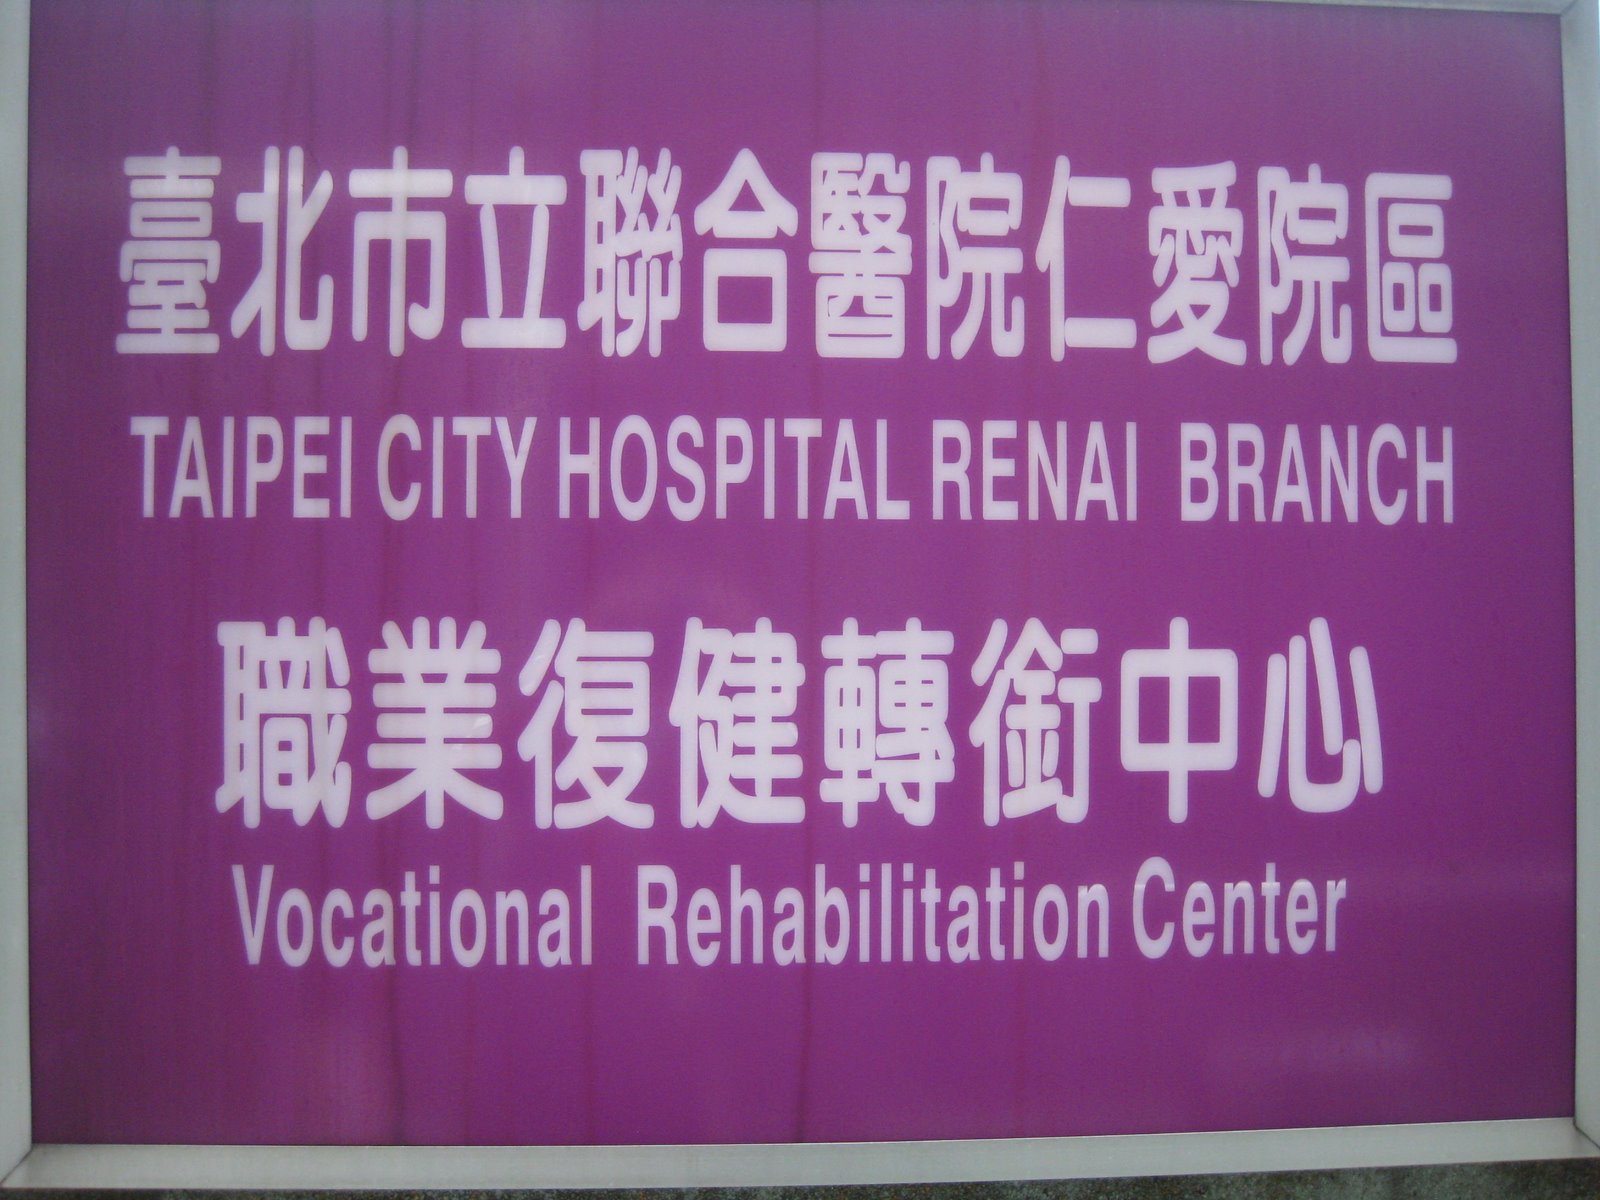 臺北市立聯合醫院仁愛院區
TAIPEI CITY HOSPITAL RENAI BRANCH
職業復健轉銜中心
Vocational Rehabilitation Center